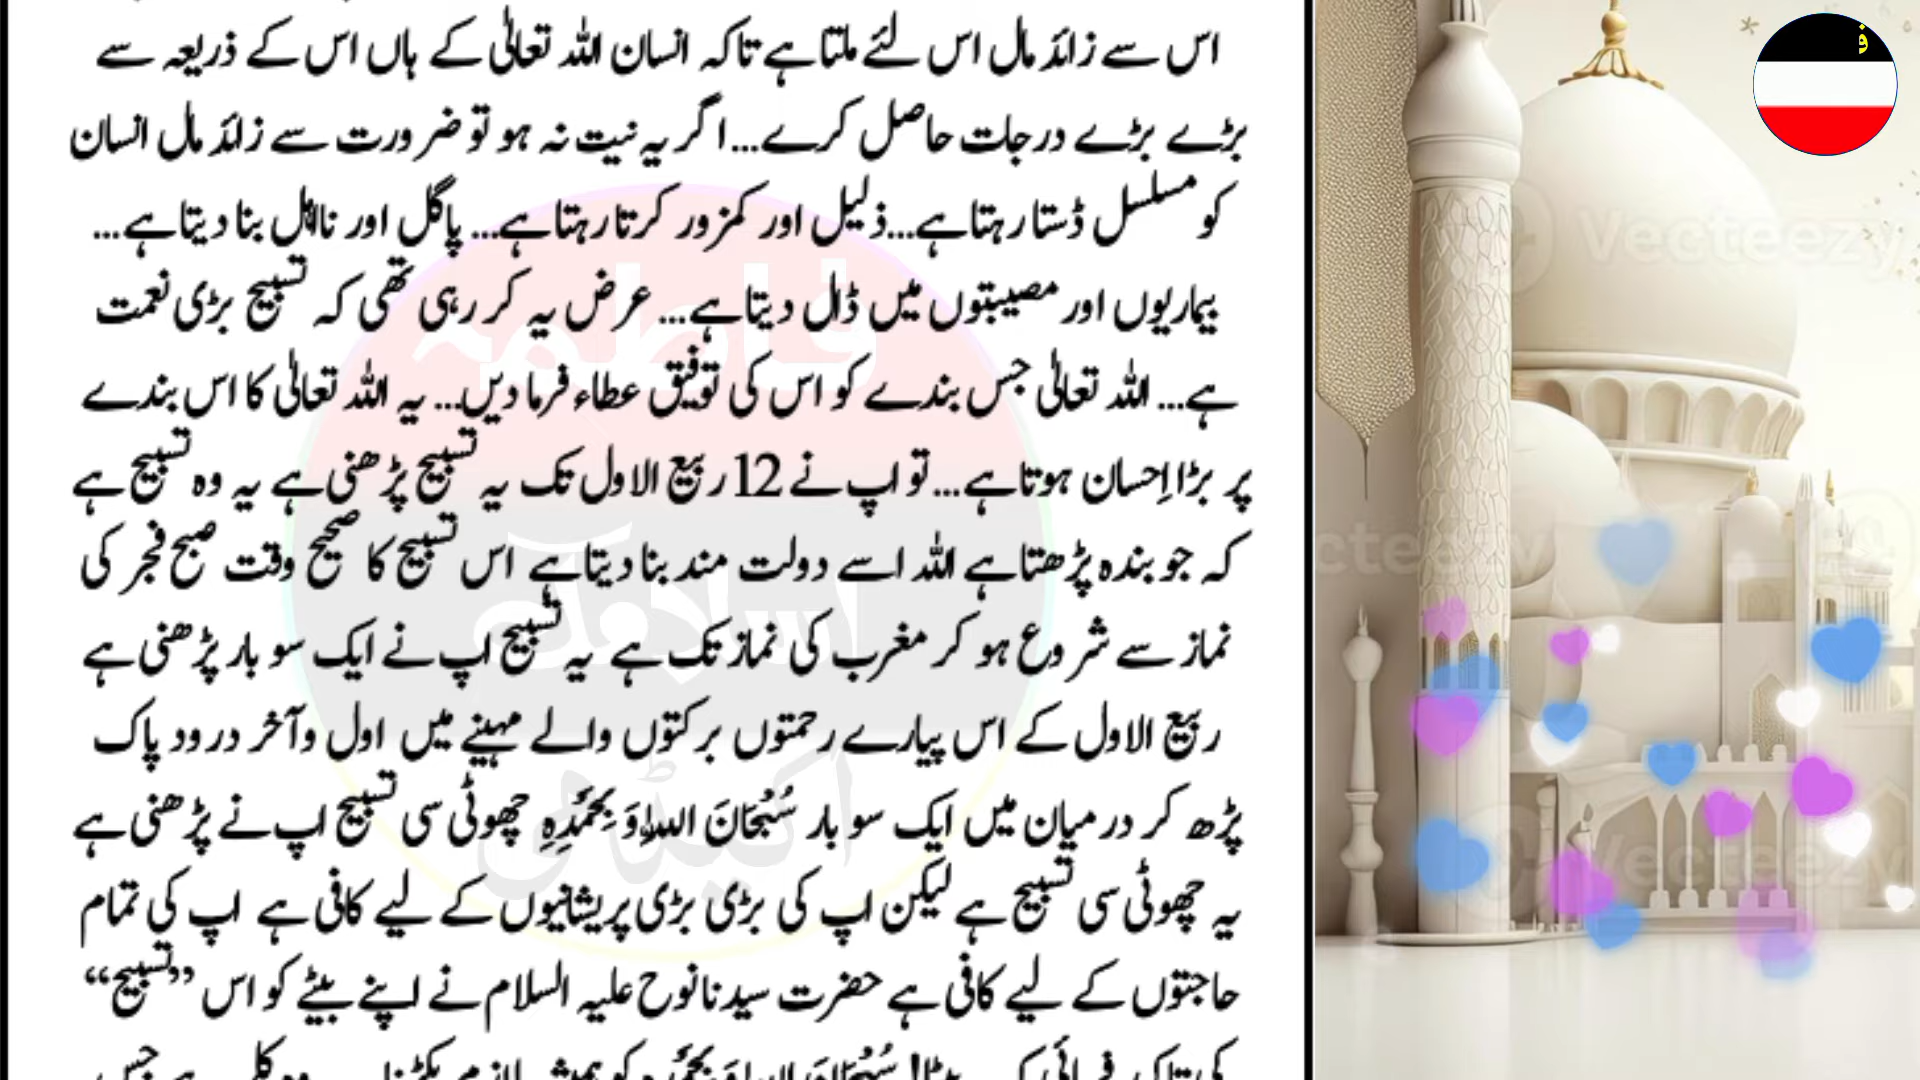 اس سے زائد مال اس لئے ملتا ہے تاکہ انسان اللہ تعالیٰ کے ہاں اس کے ذریعہ سے
بڑے بڑے درجات حاصل کرے...اگر یہ نیت نہ ہو تو ضرورت سے زائد مال انسان
کو مسلسل ڈستا رہتا ہے...ذلیل اور کمزور کرتا رہتا ہے... پاگل اور نااہل بنا دیتا ہے...
بیماریوں اور مصیبتوں میں ڈال دیتا ہے... عرض یہ کر رہی تھی کہ تسبیح بڑی نعمت
ہے... اللہ تعالیٰ جس بندے کو اس کی توفیق عطاء فرما دیں... یہ اللہ تعالیٰ کا اس بندے
پر بڑا اِحسان ہوتا ہے...تو اپ نے 12 ربیع الاول تک یہ تسبیح پڑھنی ہے یہ وہ تسبیح ہے
کہ جو بندہ پڑھتا ہے اللہ اسے دولت مند بنا دیتا ہے اس تسبیح کا صحیح وقت صبح فجر کی
نماز سے شروع ہو کر مغرب کی نماز تک ہے یہ تسبیح اپ نے ایک سو بار پڑھنی ہے
ربیع الاول کے اس پیارے رحمتوں برکتوں والے مہینے میں اول وآخر درود پاک
پڑھ کر درمیان میں ایک سو بار سُبْحَانَ اللہِ وَ بِحَمْدِہِ چھوٹی سی تسبیح اپ نے پڑھنی ہے
یہ چھوٹی سی تسبیح ہے لیکن اپ کی بڑی بڑی پریشانیوں کے لیے کافی ہے اپ کی تمام
حاجتوں کے لیے کافی ہے حضرت سیدنا نوح علیہ السلام نے اپنے بیٹے کو اس ”تسبیح“
فاطمہ
اسلامک
اکیڈمی
Vecteezy
cteezy
Vecteezy